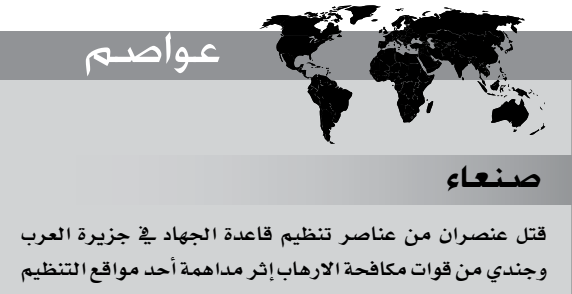 عواصم
صنعاء
قتل عنصران من عناصر تنظيم قاعدة الجهاد في جزيرة العرب
وجندي من قوات مكافحة الارهاب إثر مداهمة أحد مواقع التنظيم